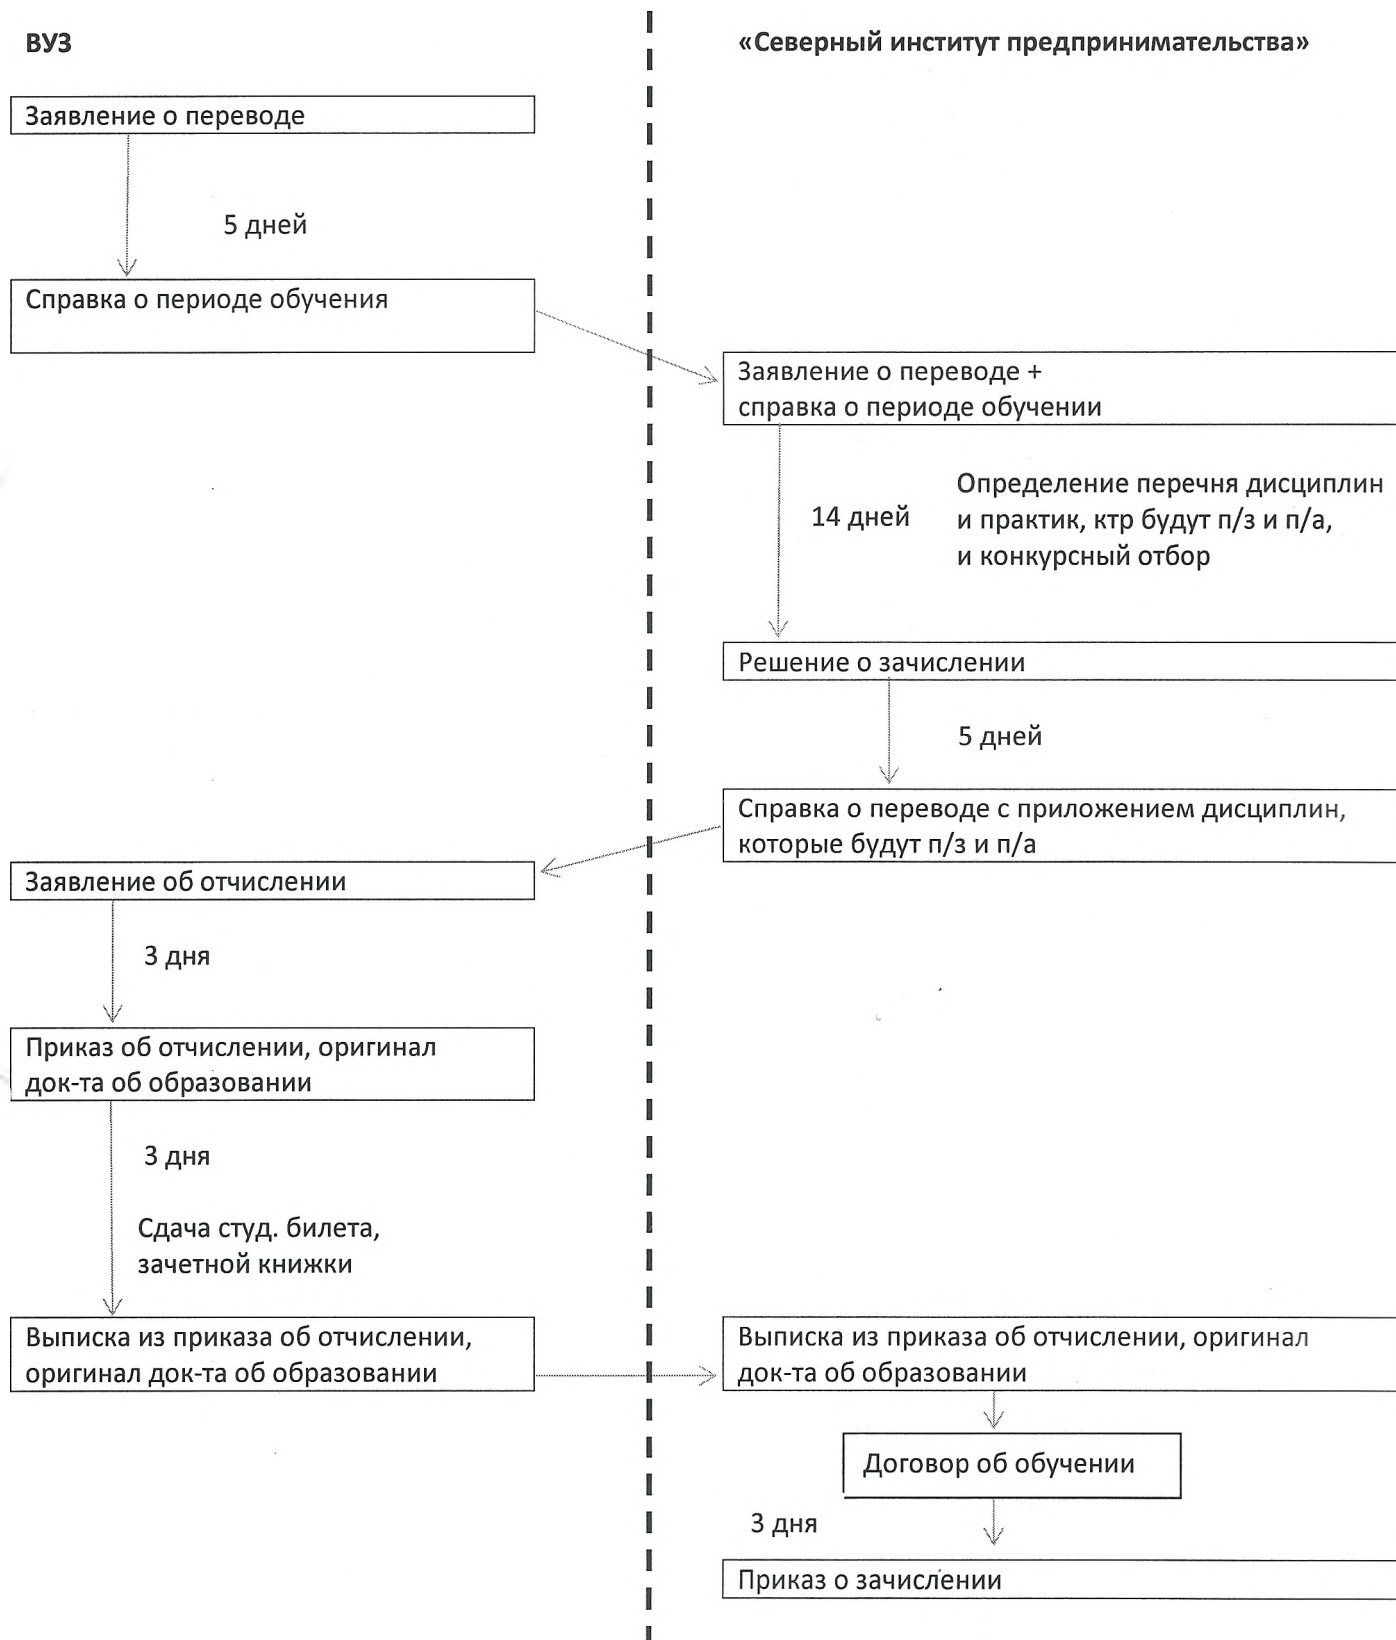 ВУЗ
«Северный институт предпринимательства»
Заявление о переводе
5 дней
Справка о периоде обучения
Заявление о переводе +
справка о периоде обучении
14 дней
Определение перечня дисциплин
и практик, ктр будут п/з и п/а,
и конкурсный отбор
Решение о зачислении
5 дней
Справка о переводе с приложением дисциплин,
которые будут п/з и п/а
Заявление об отчислении
3 дня
Приказ об отчислении, оригинал
док-та об образовании
3 дня
Сдача студ. билета,
зачетной книжки
Выписка из приказа об отчислении,
оригинал док-та об образовании
Выписка из приказа об отчислении, оригинал
док-та об образовании
Договор об обучении
3 дня
Приказ о зачислении